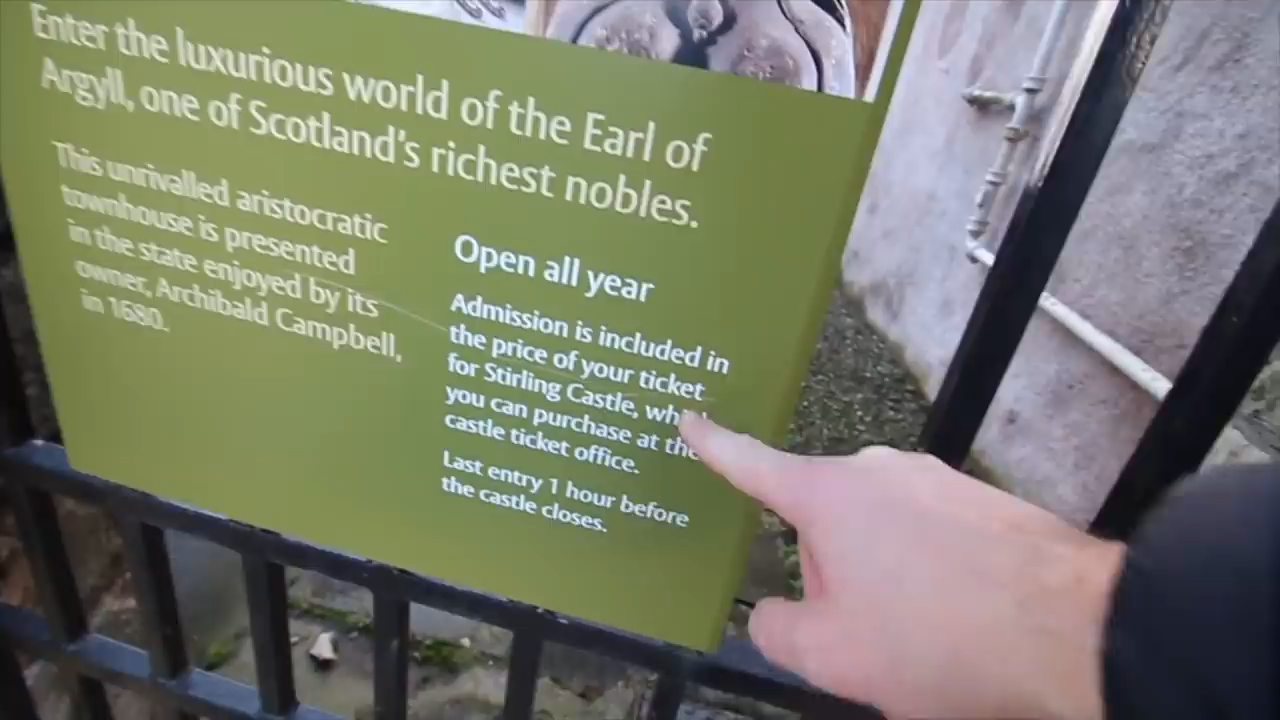 Enter the luxurious world of the Earl of
Argyll, one of Scotland's richest nobles.
This unrivalled aristocratic
townhouse is presented
in the state enjoyed by its
owner, Archibald Campbell,
in 1680.
Open all year
Admission is included in
the price of your ticket
for Stirling Castle,
you can purchase at the
castle ticket office.
Last entry 1 hour before
the castle closes.